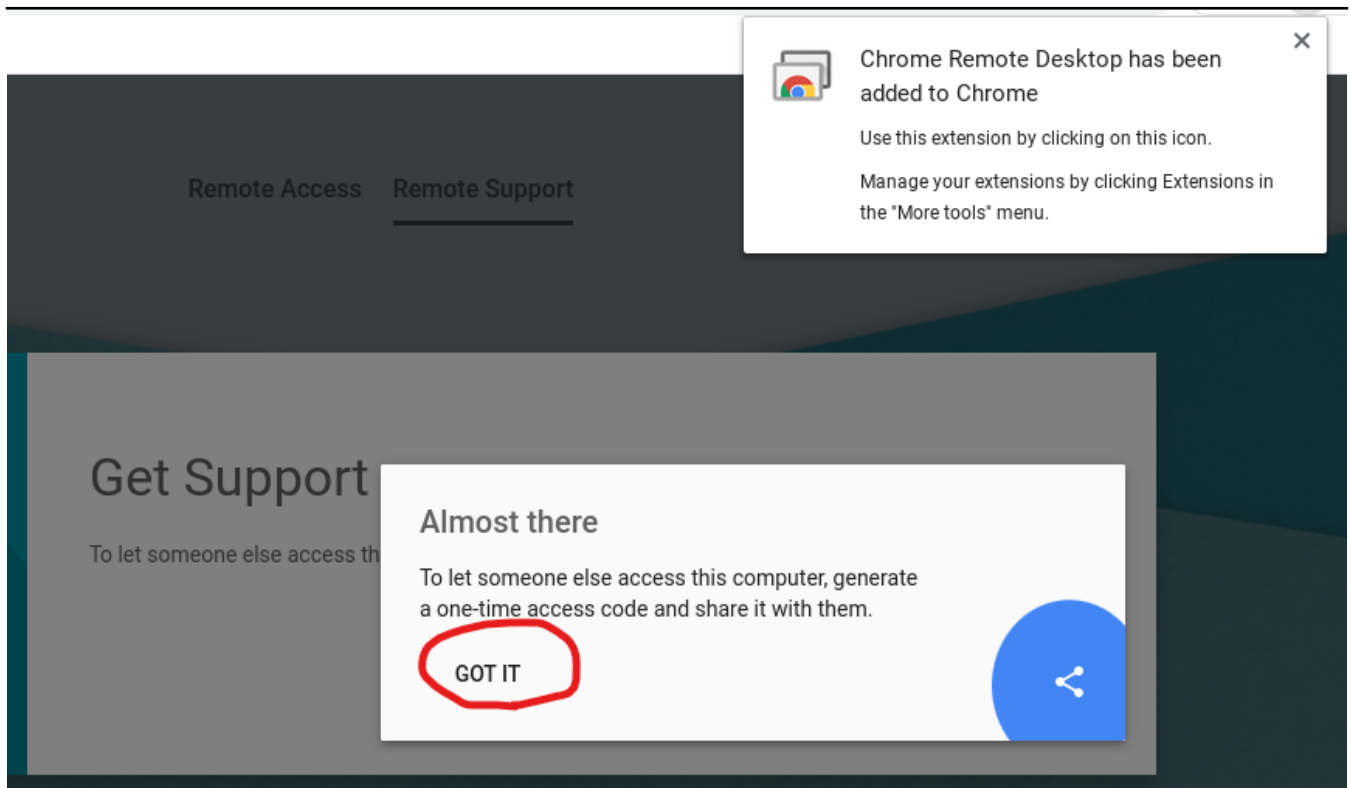 Chrome Remote Desktop has been
added to Chrome
Use this extension by clicking on this icon.
Manage your extensions by clicking Extensions in
the "More tools" menu.
Remote Access
Remote Support
Get Support
To let someone else access th
Almost there
To let someone else access this computer, generate
a one-time access code and share it with them.
GOT IT